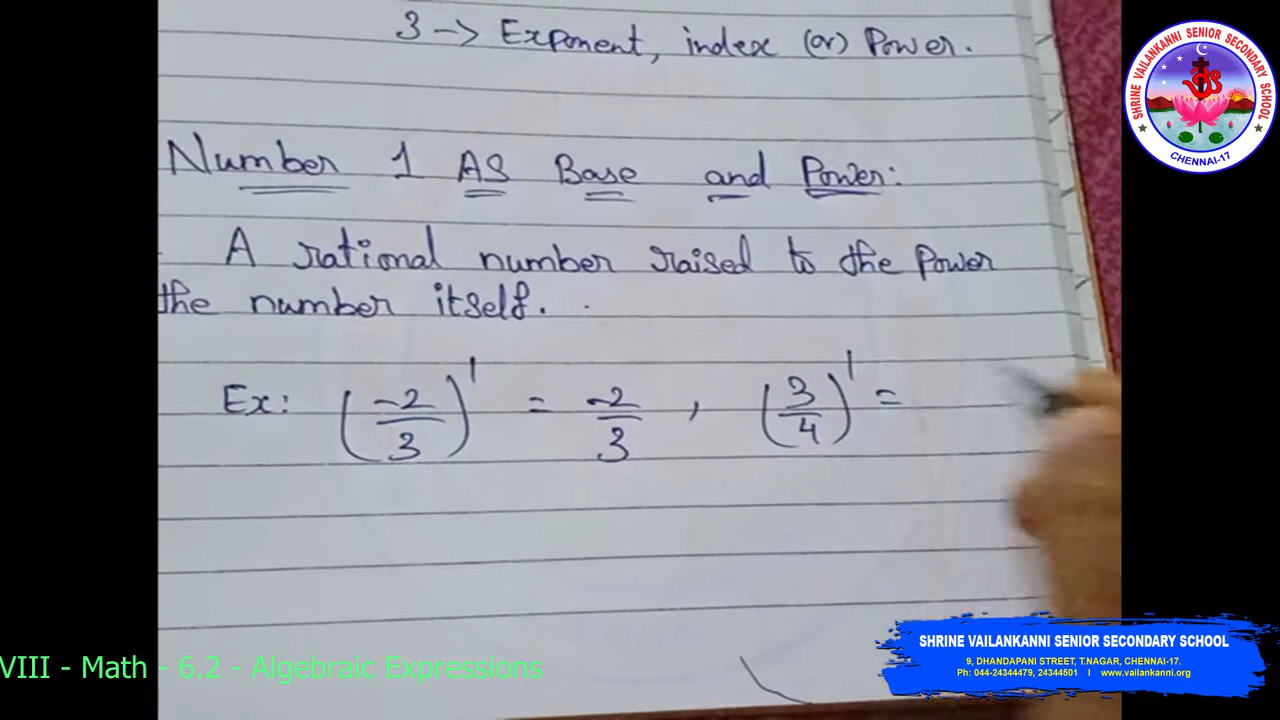 3 -> Exponent, index (or) Power.
Number 1 AS Base and Power:
A rational number raised to the Power
the number itself.
Ex: (-2/3)¹ = -2/3 , (3/4)¹ =
SHRINE VAILANKANNI SENIOR SECONDARY SCHOOL
CHENNAI-17
VIII - Math - 6.2 - Algebraic Expressions
SHRINE VAILANKANNI SENIOR SECONDARY SCHOOL
9, DHANDAPANI STREET, T.NAGAR, CHENNAI-17.
Ph: 044-24344479, 24344501 I www.vailankanni.org